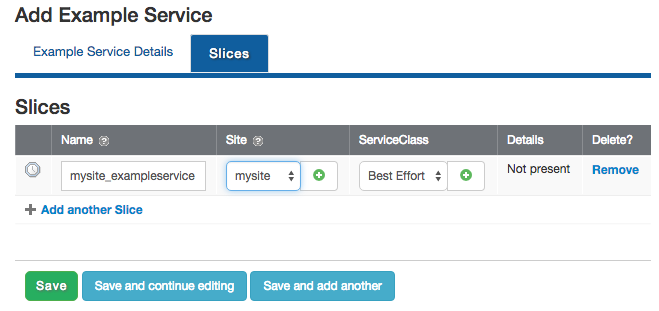 Add Example Service
Example Service Details Slices
Slices
Name Site ServiceClass Details Delete?
mysite_exampleservice mysite Best Effort Not present Remove
Add another Slice
Save Save and continue editing Save and add another